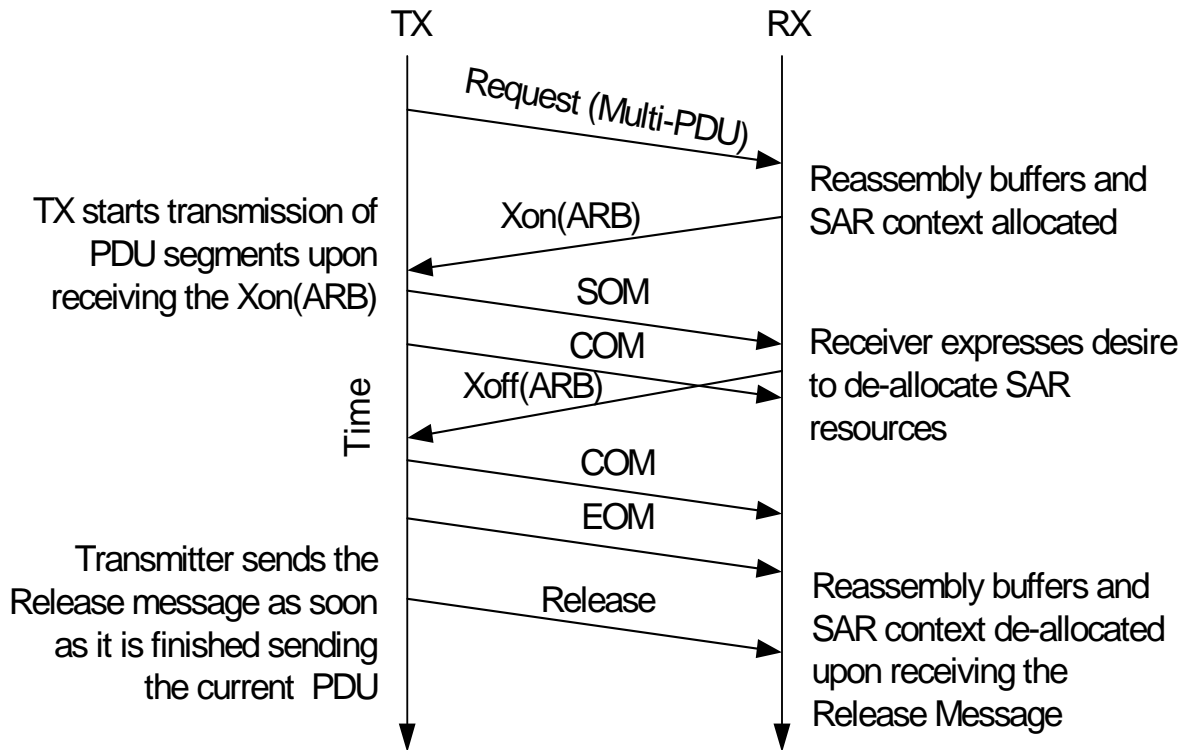 TX
RX
Request (Multi-PDU)
Reassembly buffers and
SAR context allocated
TX starts transmission of
PDU segments upon
receiving the Xon(ARB)
Xon(ARB)
SOM
COM
Receiver expresses desire
to de-allocate SAR
resources
Xoff(ARB)
Time
COM
EOM
Transmitter sends the
Release message as soon
as it is finished sending
the current PDU
Release
Reassembly buffers and
SAR context de-allocated
upon receiving the
Release Message